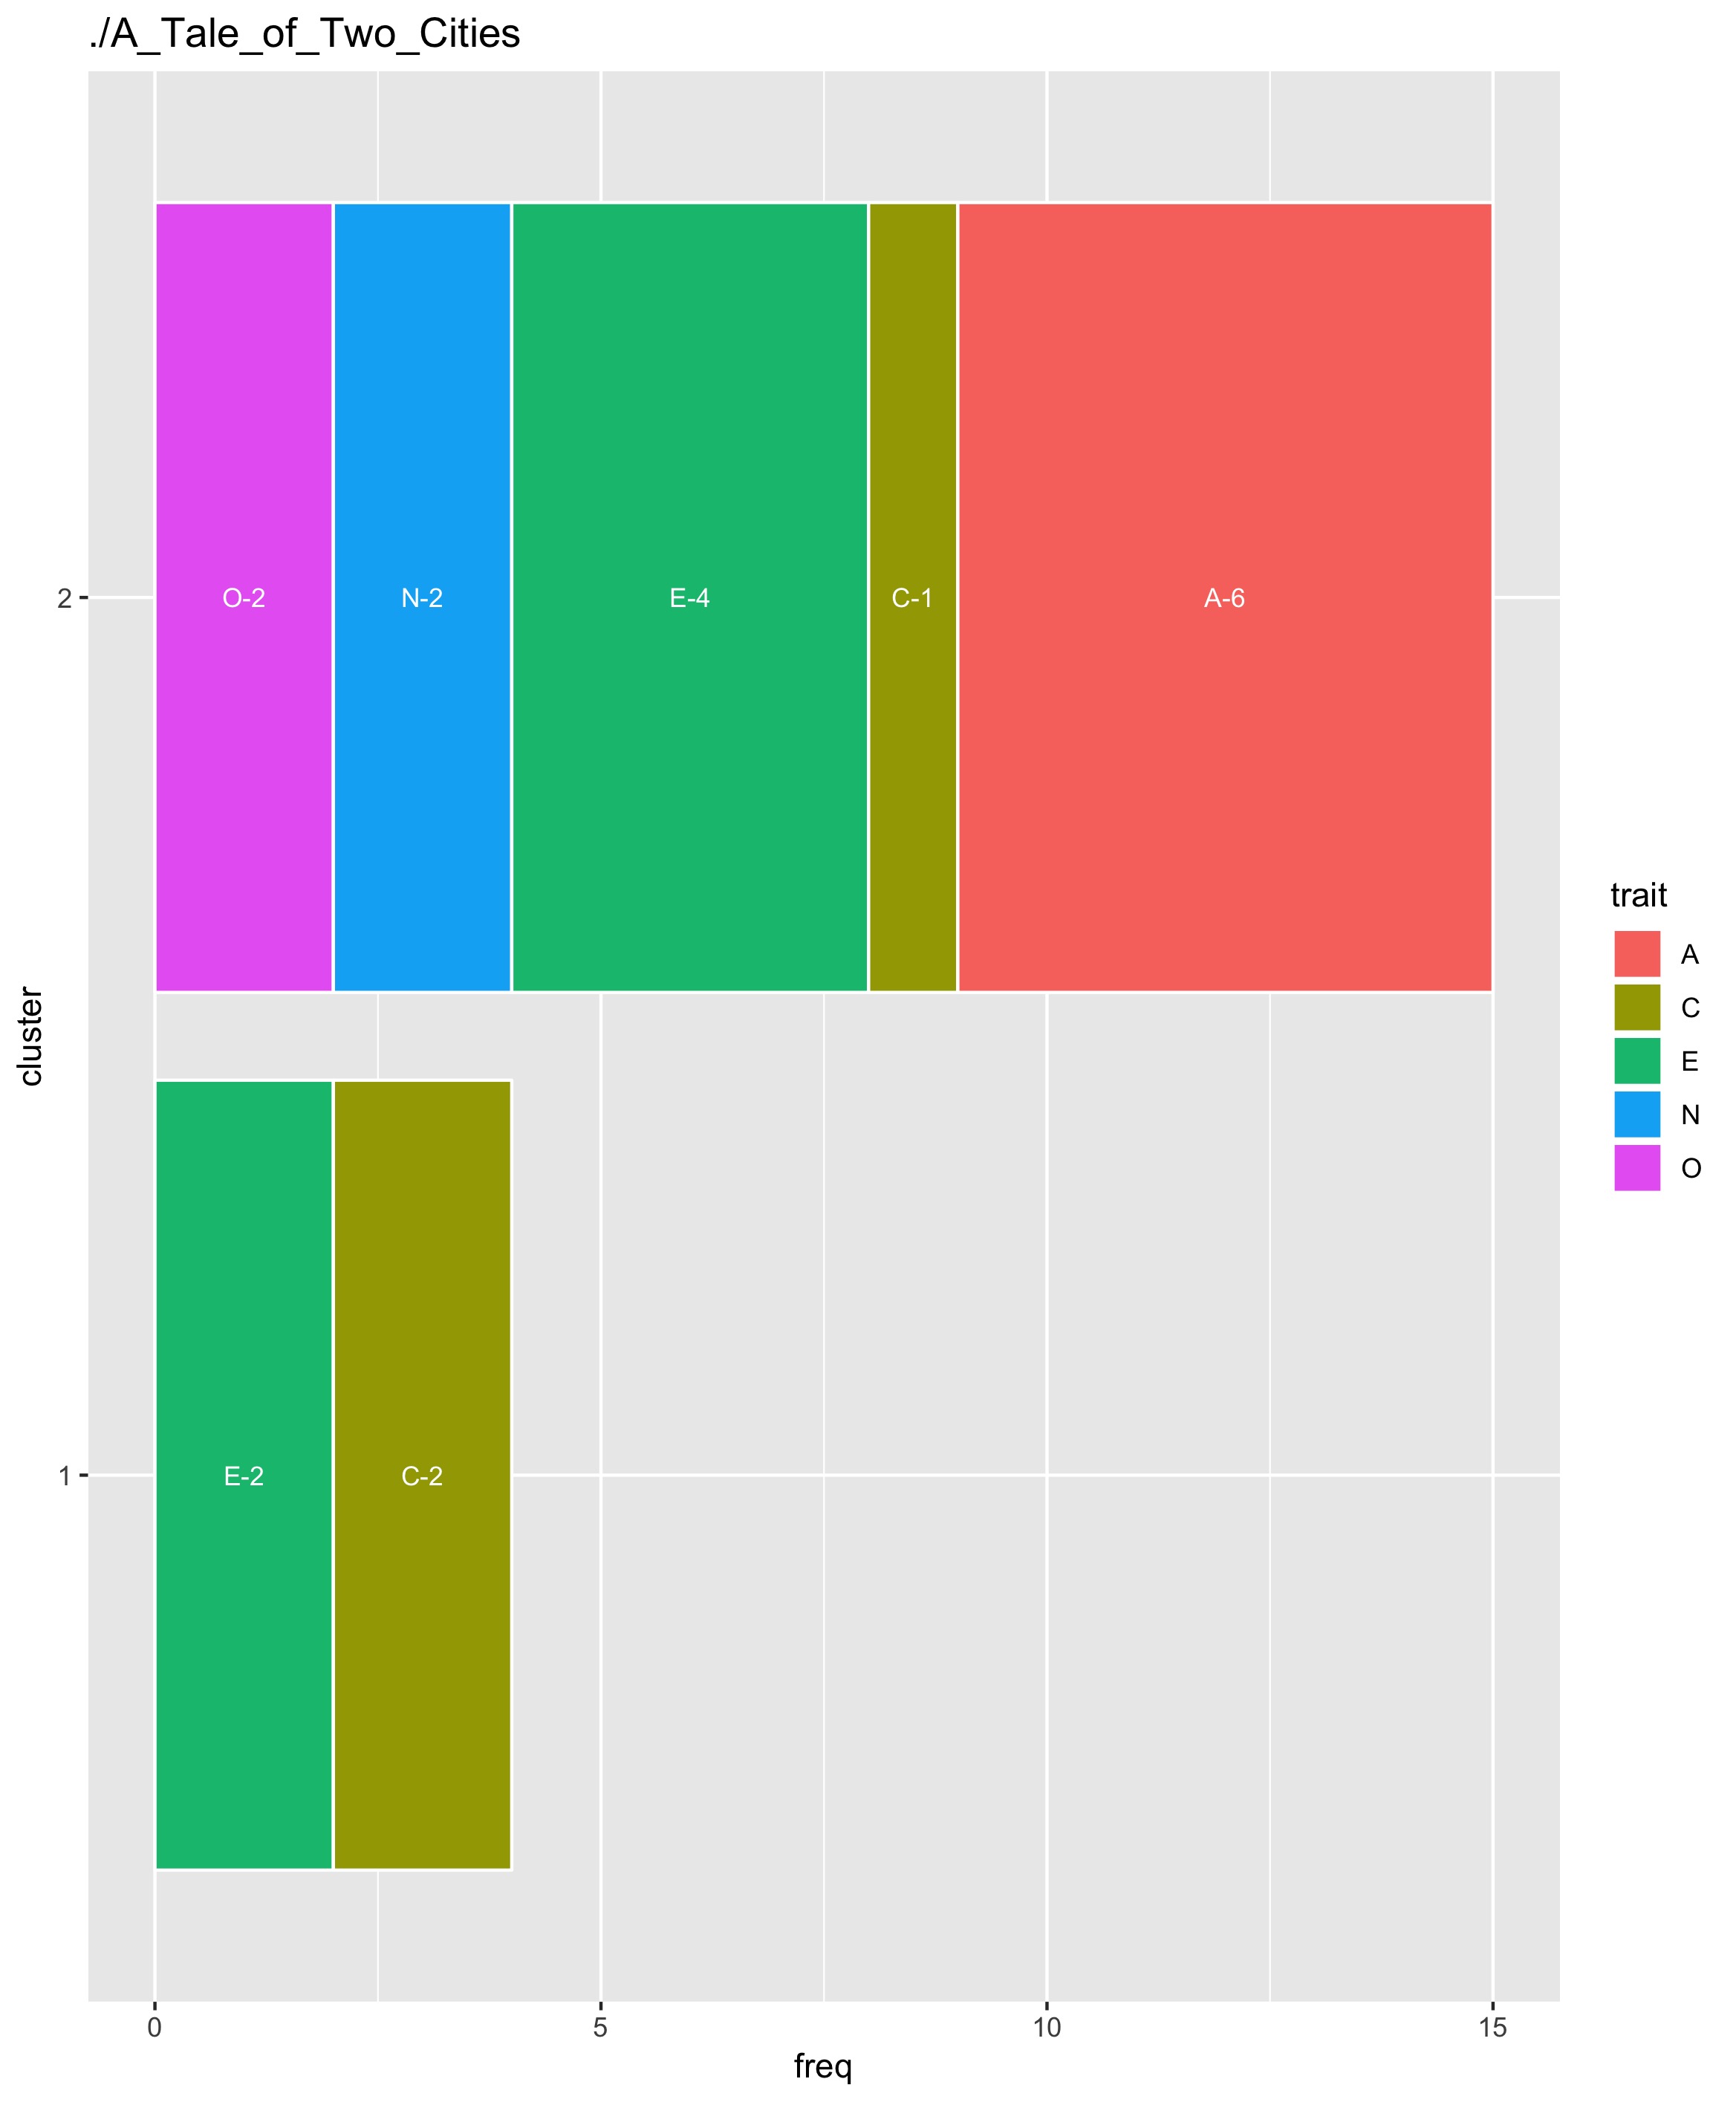 ./A_Tale_of_Two_Cities
cluster
2
O-2 N-2 E-4 C-1 A-6
1
E-2 C-2
0 5 10 15
freq
trait
A
C
E
N
O